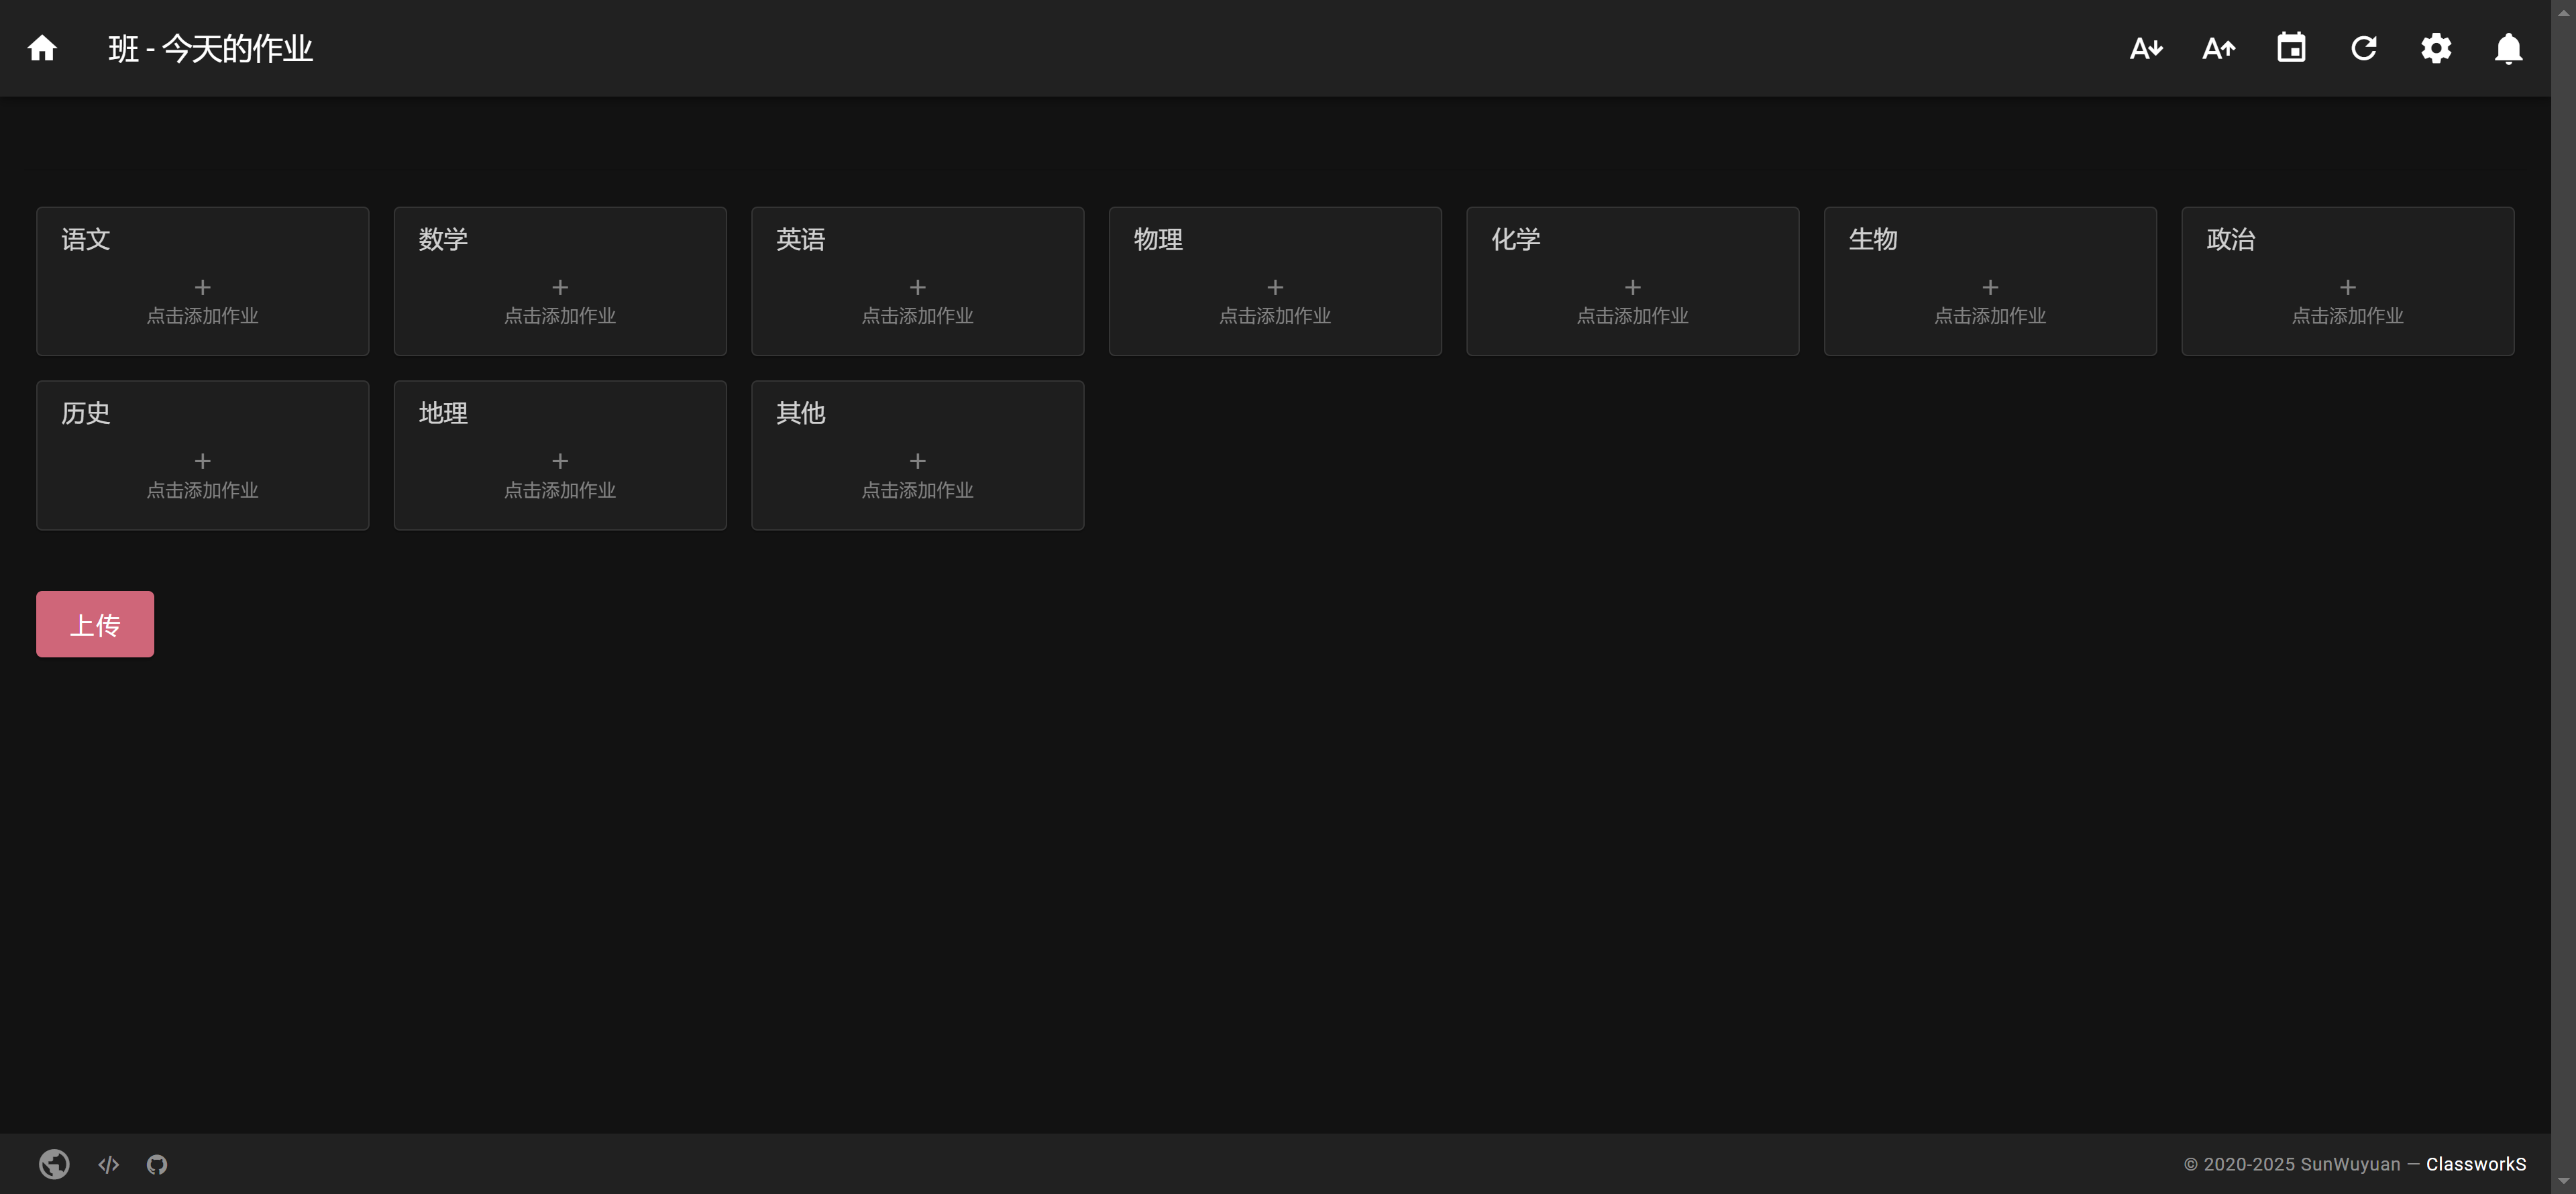 班 - 今天的作业
语文
点击添加作业
数学
点击添加作业
英语
点击添加作业
物理
点击添加作业
化学
点击添加作业
生物
点击添加作业
政治
点击添加作业
历史
点击添加作业
地理
点击添加作业
其他
点击添加作业
上传
© 2020-2025 SunWuyuan — ClassworkS